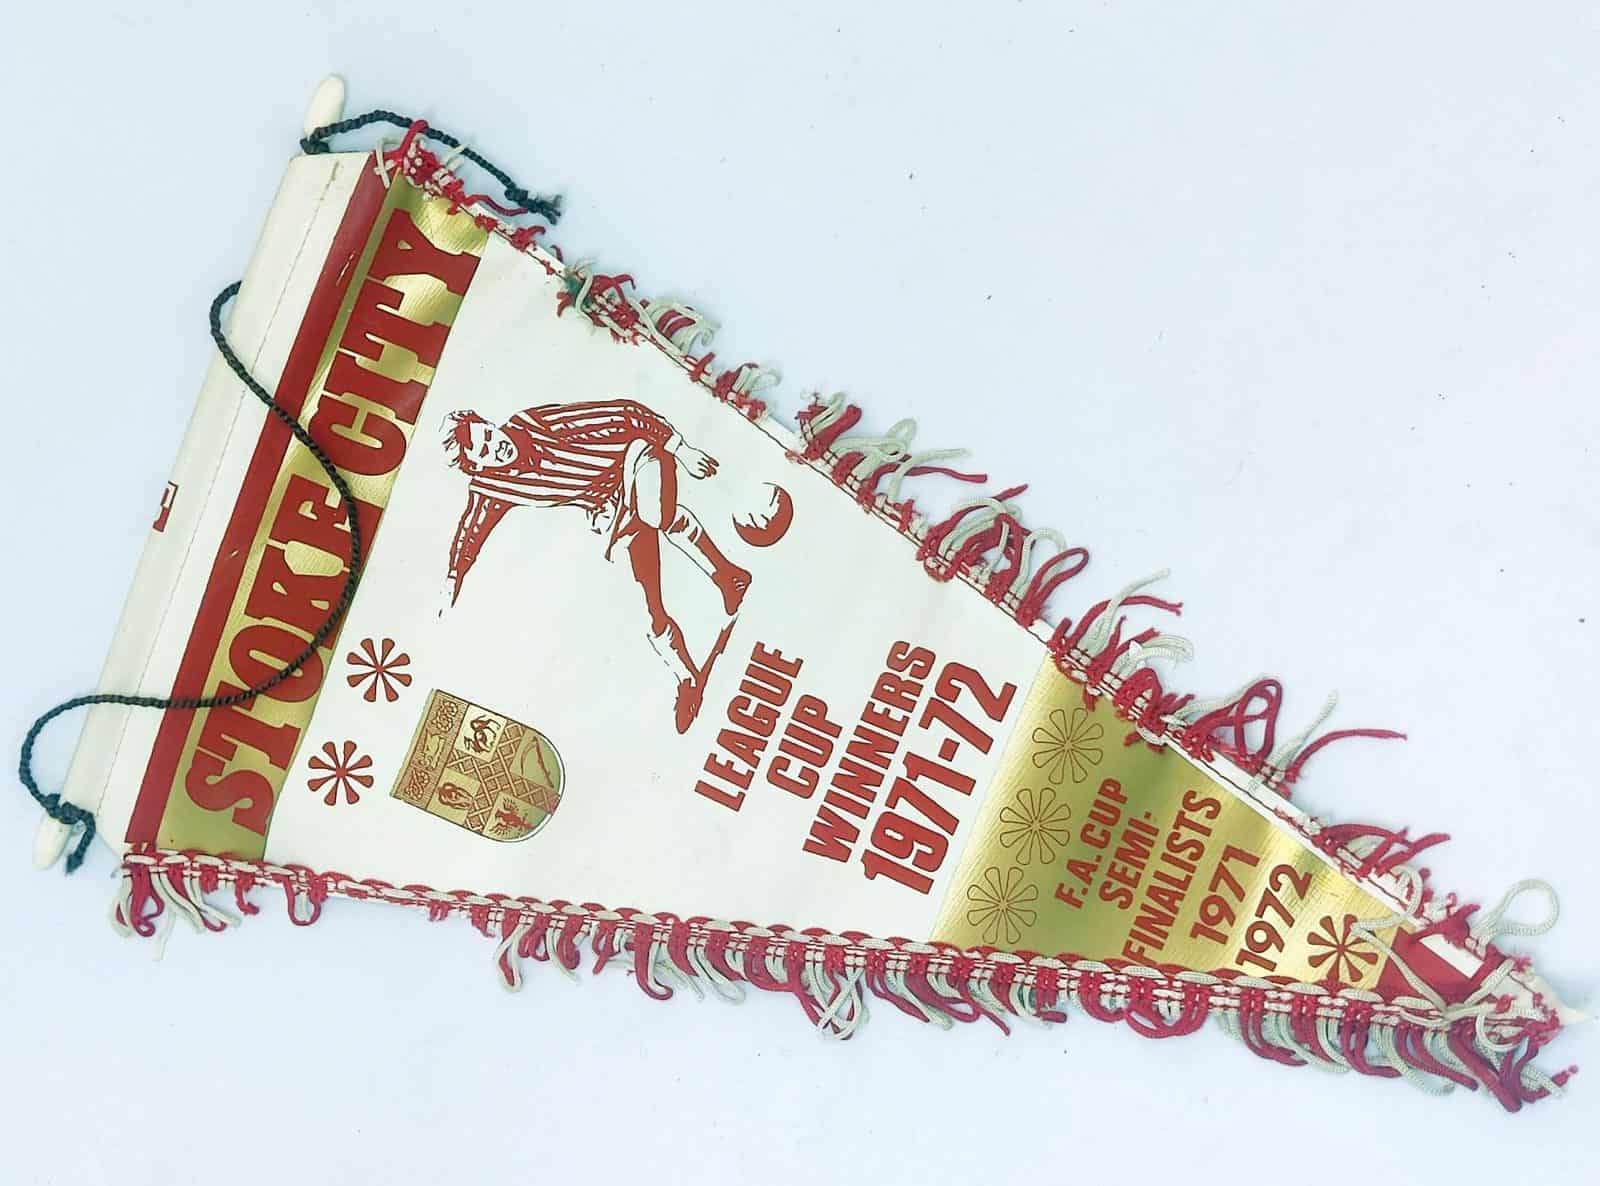 STOKE CITY
LEAGUE
CUP
WINNERS
1971-72
F.A. CUP
SEMI-
FINALISTS
1971
1972